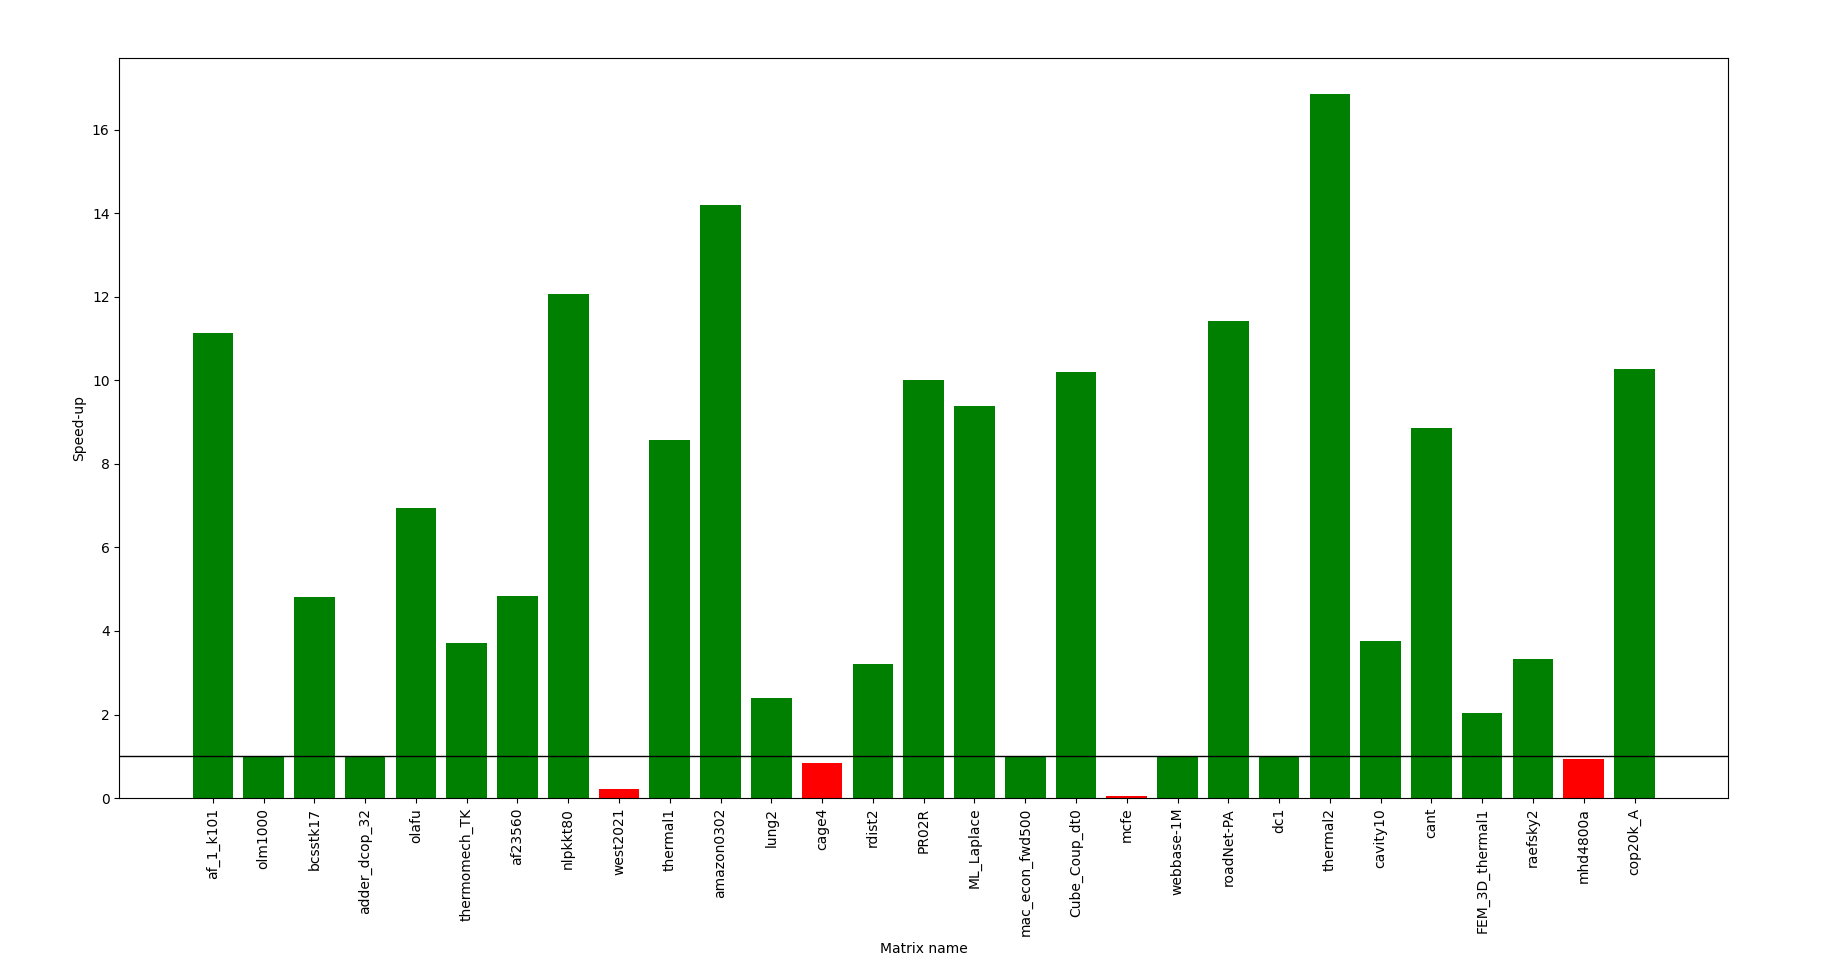 16
14
12
10
8
6
4
2
0
Speed-up
af_1_k101
olm1000
bcsstk17
adder_dcop_32
olafu
thermomech_TK
af23560
nlpkkt80
west2021
thermal1
amazon0302
lung2
cage4
rdist2
PR02R
ML_Laplace
mac_econ_fwd500
Cube_Coup_dt0
mcfe
webbase-1M
roadNet-PA
dc1
thermal2
cavity10
cant
FEM_3D_thermal1
raefsky2
mhd4800a
cop20k_A
Matrix name